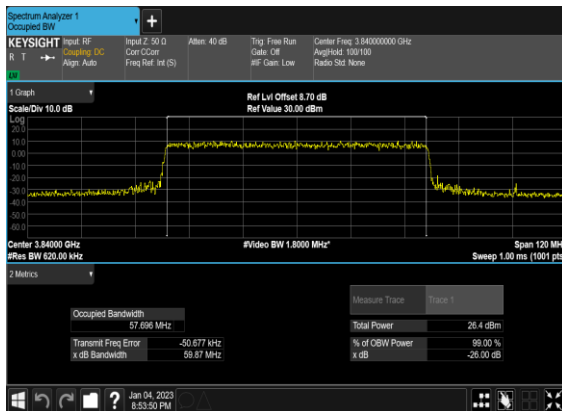 Spectrum Analyzer 1
Occupied BW
KEYSIGHT
R T
Input: RF
Coupling: DC
Align: Auto
Input Z: 50 Ω
Corr CCorr
Freq Ref: Int (S)
Atten: 40 dB
Trig: Free Run
Gate: Off
#IF Gain: Low
Center Freq: 3.840000000 GHz
Avg|Hold: 100/100
Radio Std: None
1 Graph
Scale/Div 10.0 dB
Ref Lvl Offset 8.70 dB
Ref Value 30.00 dBm
Log
20.0
10.0
0.00
-10.0
-20.0
-30.0
-40.0
-50.0
-60.0
Center 3.84000 GHz
#Res BW 620.00 kHz
#Video BW 1.8000 MHz*
Span 120 MH
Sweep 1.00 ms (1001 pts
2 Metrics
Measure Trace Trace 1
Occupied Bandwidth
57.696 MHz
Total Power 26.4 dBm
Transmit Freq Error -50.677 kHz
% of OBW Power 99.00 %
x dB Bandwidth 59.87 MHz
x dB -26.00 dB
?
Jan 04, 2023
8:53:50 PM